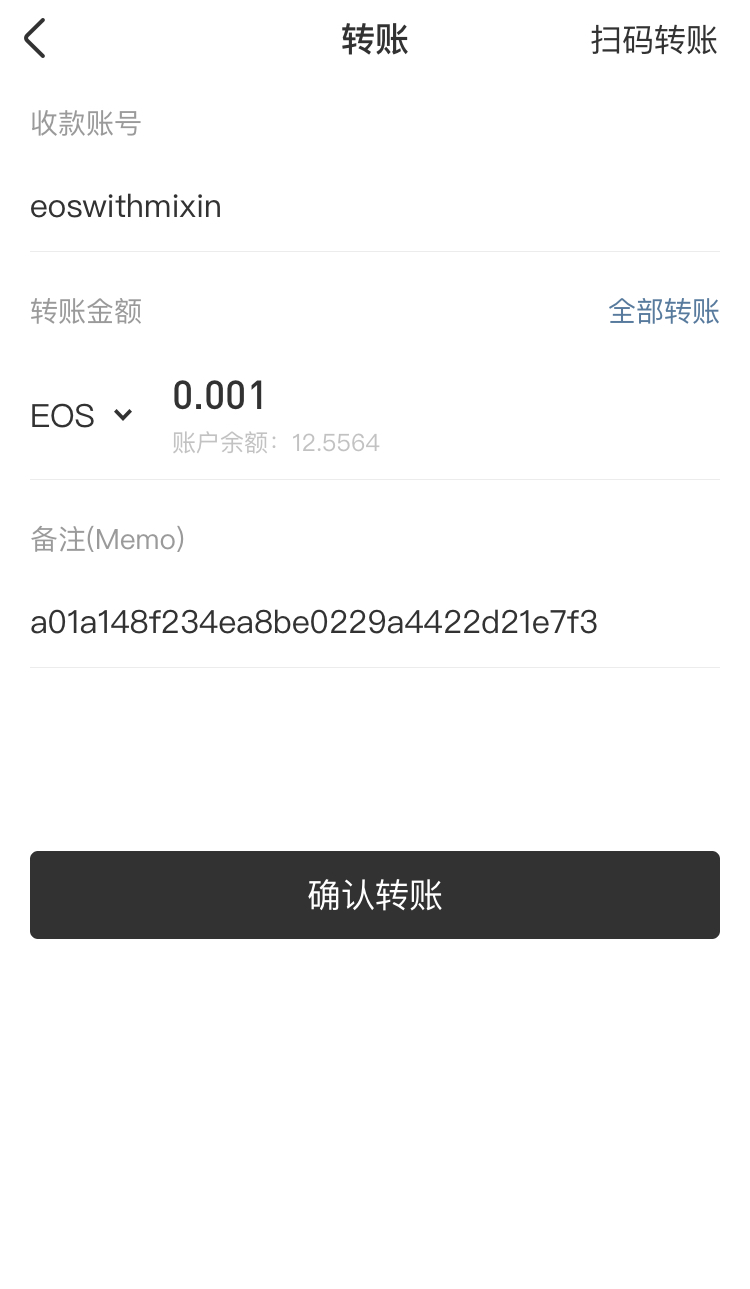 转账 扫码转账
收款账号
eoswithmixin
转账金额 全部转账
EOS 0.001
账户余额：12.5564
备注(Memo)
a01a148f234ea8be0229a4422d21e7f3
确认转账